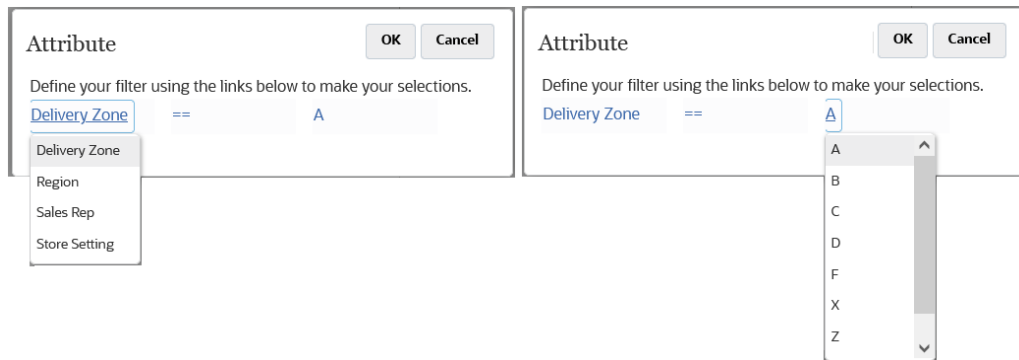 Attribute OK Cancel
Define your filter using the links below to make your selections.
Delivery Zone == A
Delivery Zone
Region
Sales Rep
Store Setting
Attribute OK Cancel
Define your filter using the links below to make your selections.
Delivery Zone == A
A
B
C
D
F
X
Z